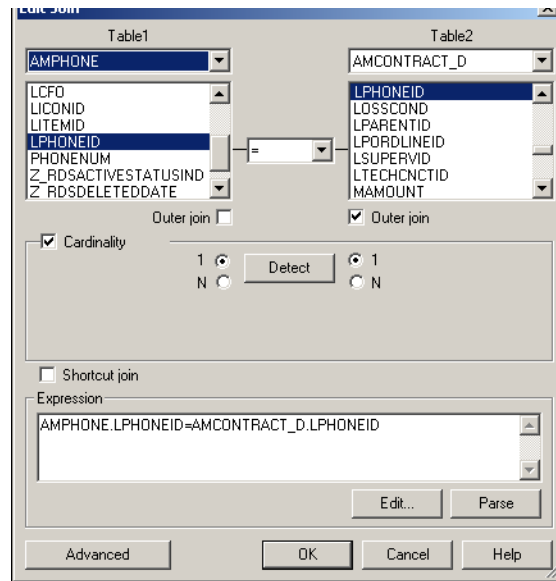 Edit Join
Table1 Table2
AMPHONE AMCONTRACT_D
LCFO LPHONEID
LICONID LOSSCOND
LITEMID LPARENTID
LPHONEID LPORDLINEID
PHONENUM LSUPERVID
Z_RDSACTIVESTATUSIND LTECHCNCTID
Z_RDSDELETEDDATE MAMOUNT
=
Outer join Outer join
Cardinality
1 Detect 1
N N
Shortcut join
Expression
AMPHONE.LPHONEID=AMCONTRACT_D.LPHONEID
Edit... Parse
Advanced OK Cancel Help